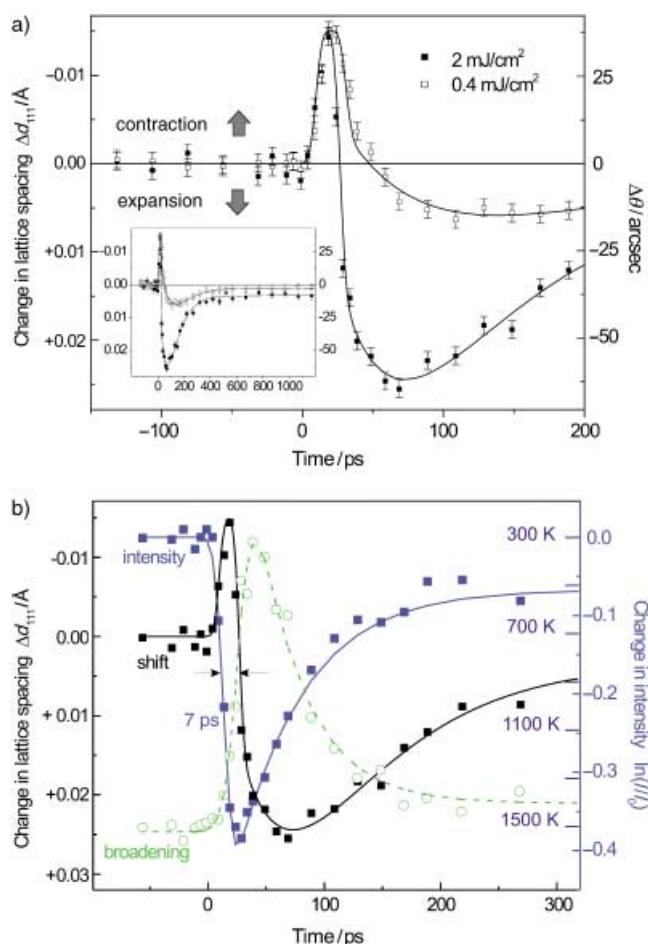 a)
Change in lattice spacing Δd₁₁₁/Å
−0.01
0.00
+0.01
+0.02
contraction
expansion
2 mJ/cm²
0.4 mJ/cm²
25
0
−25
−50
Δθ/arcsec
-0.01
0.00
0.01
0.02
25
0
-25
-50
0 200 400 600 800 1000
−100 0 100 200
Time/ps
b)
Change in lattice spacing Δd₁₁₁/Å
-0.01
0.00
+ 0.01
+0.02
+0.03
intensity
shift
7 ps
broadening
300 K
700 K
1100 K
1500 K
0.0
-0.1
-0.2
-0.3
-0.4
Change in intensity ln(I/I₀)
0 100 200 300
Time/ps